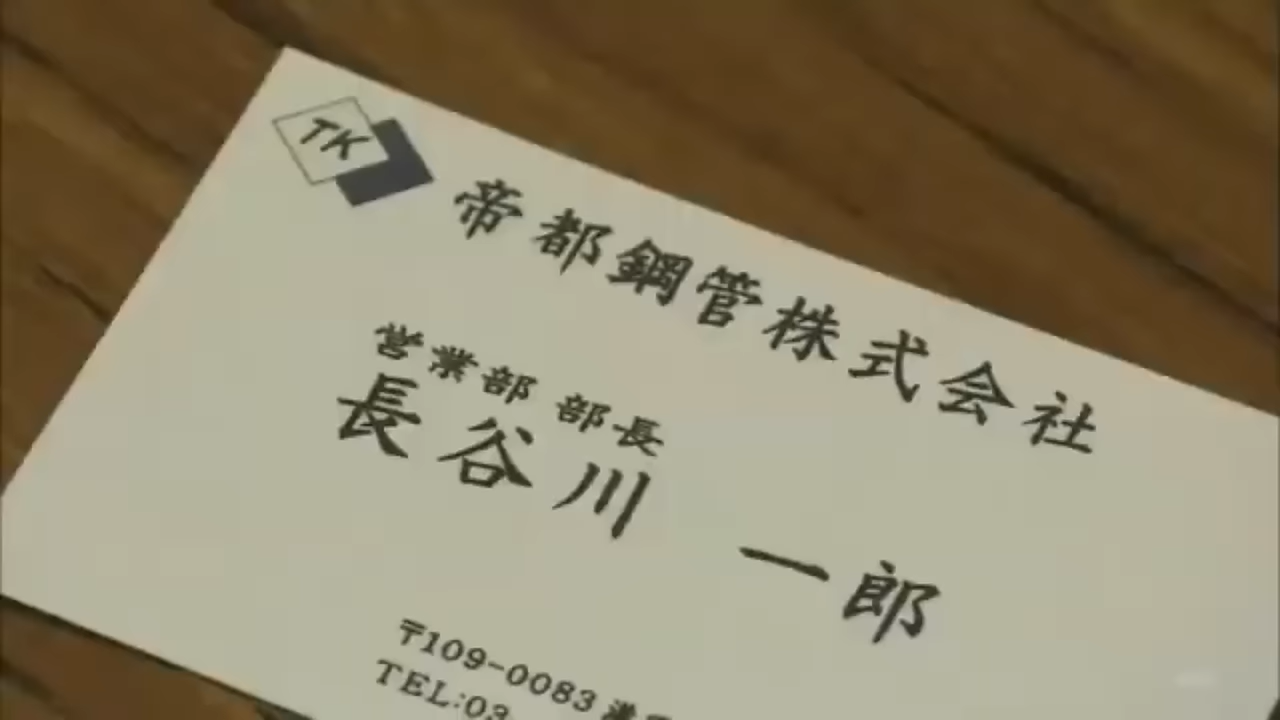 TK
帝都鋼管株式会社
営業部 部長
長谷川 一郎
〒109-0083 港
TEL:03